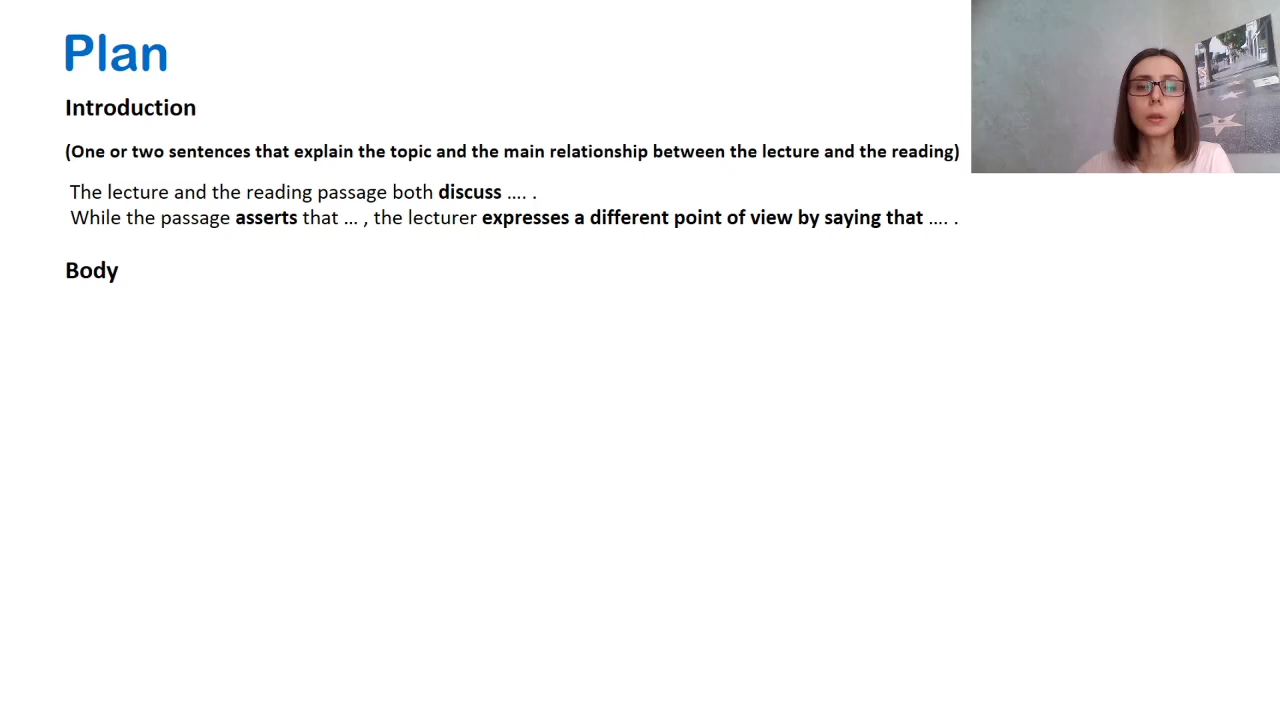 Plan
Introduction
(One or two sentences that explain the topic and the main relationship between the lecture and the reading)
The lecture and the reading passage both discuss .... .
While the passage asserts that ... , the lecturer expresses a different point of view by saying that .... .
Body